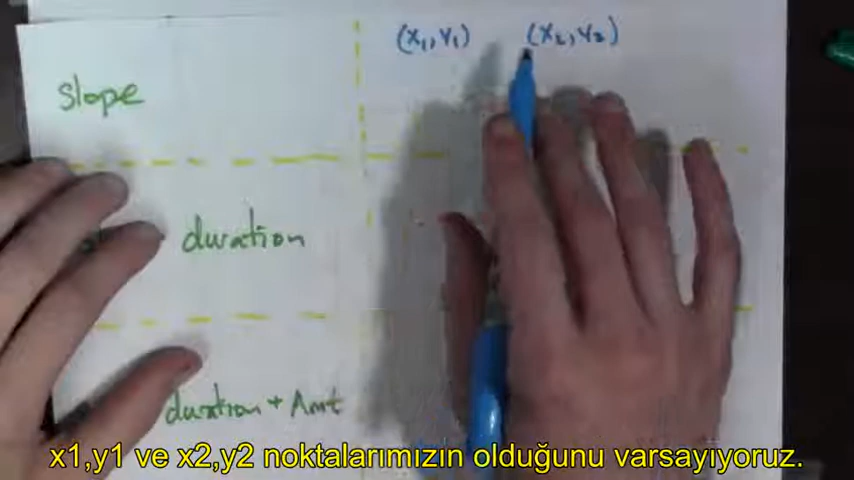 (x₁,y₁) (x₂,y₂)
slope
duration
duration + Amt
x1,y1 ve x2,y2 noktalarımızın olduğunu varsayıyoruz.